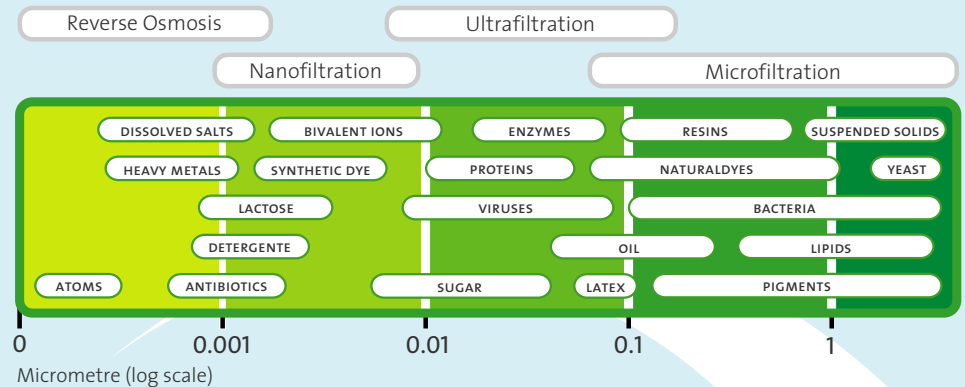 Reverse Osmosis Ultrafiltration
Nanofiltration Microfiltration
DISSOLVED SALTS BIVALENT IONS ENZYMES RESINS SUSPENDED SOLIDS
HEAVY METALS SYNTHETIC DYE PROTEINS NATURALDYES YEAST
LACTOSE VIRUSES BACTERIA
DETERGENTE OIL LIPIDS
ATOMS ANTIBIOTICS SUGAR LATEX PIGMENTS
0 0.001 0.01 0.1 1
Micrometre (log scale)